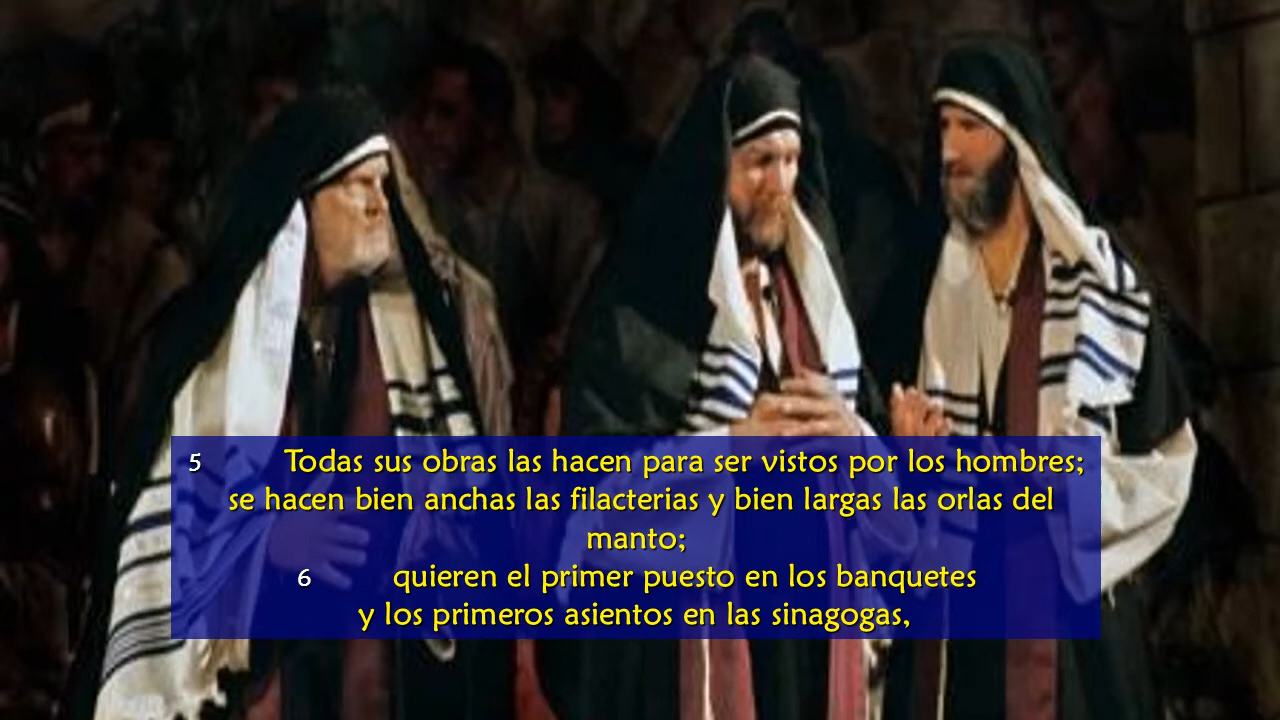 5 Todas sus obras las hacen para ser vistos por los hombres;
se hacen bien anchas las filacterias y bien largas las orlas del
manto;
6 quieren el primer puesto en los banquetes
y los primeros asientos en las sinagogas,